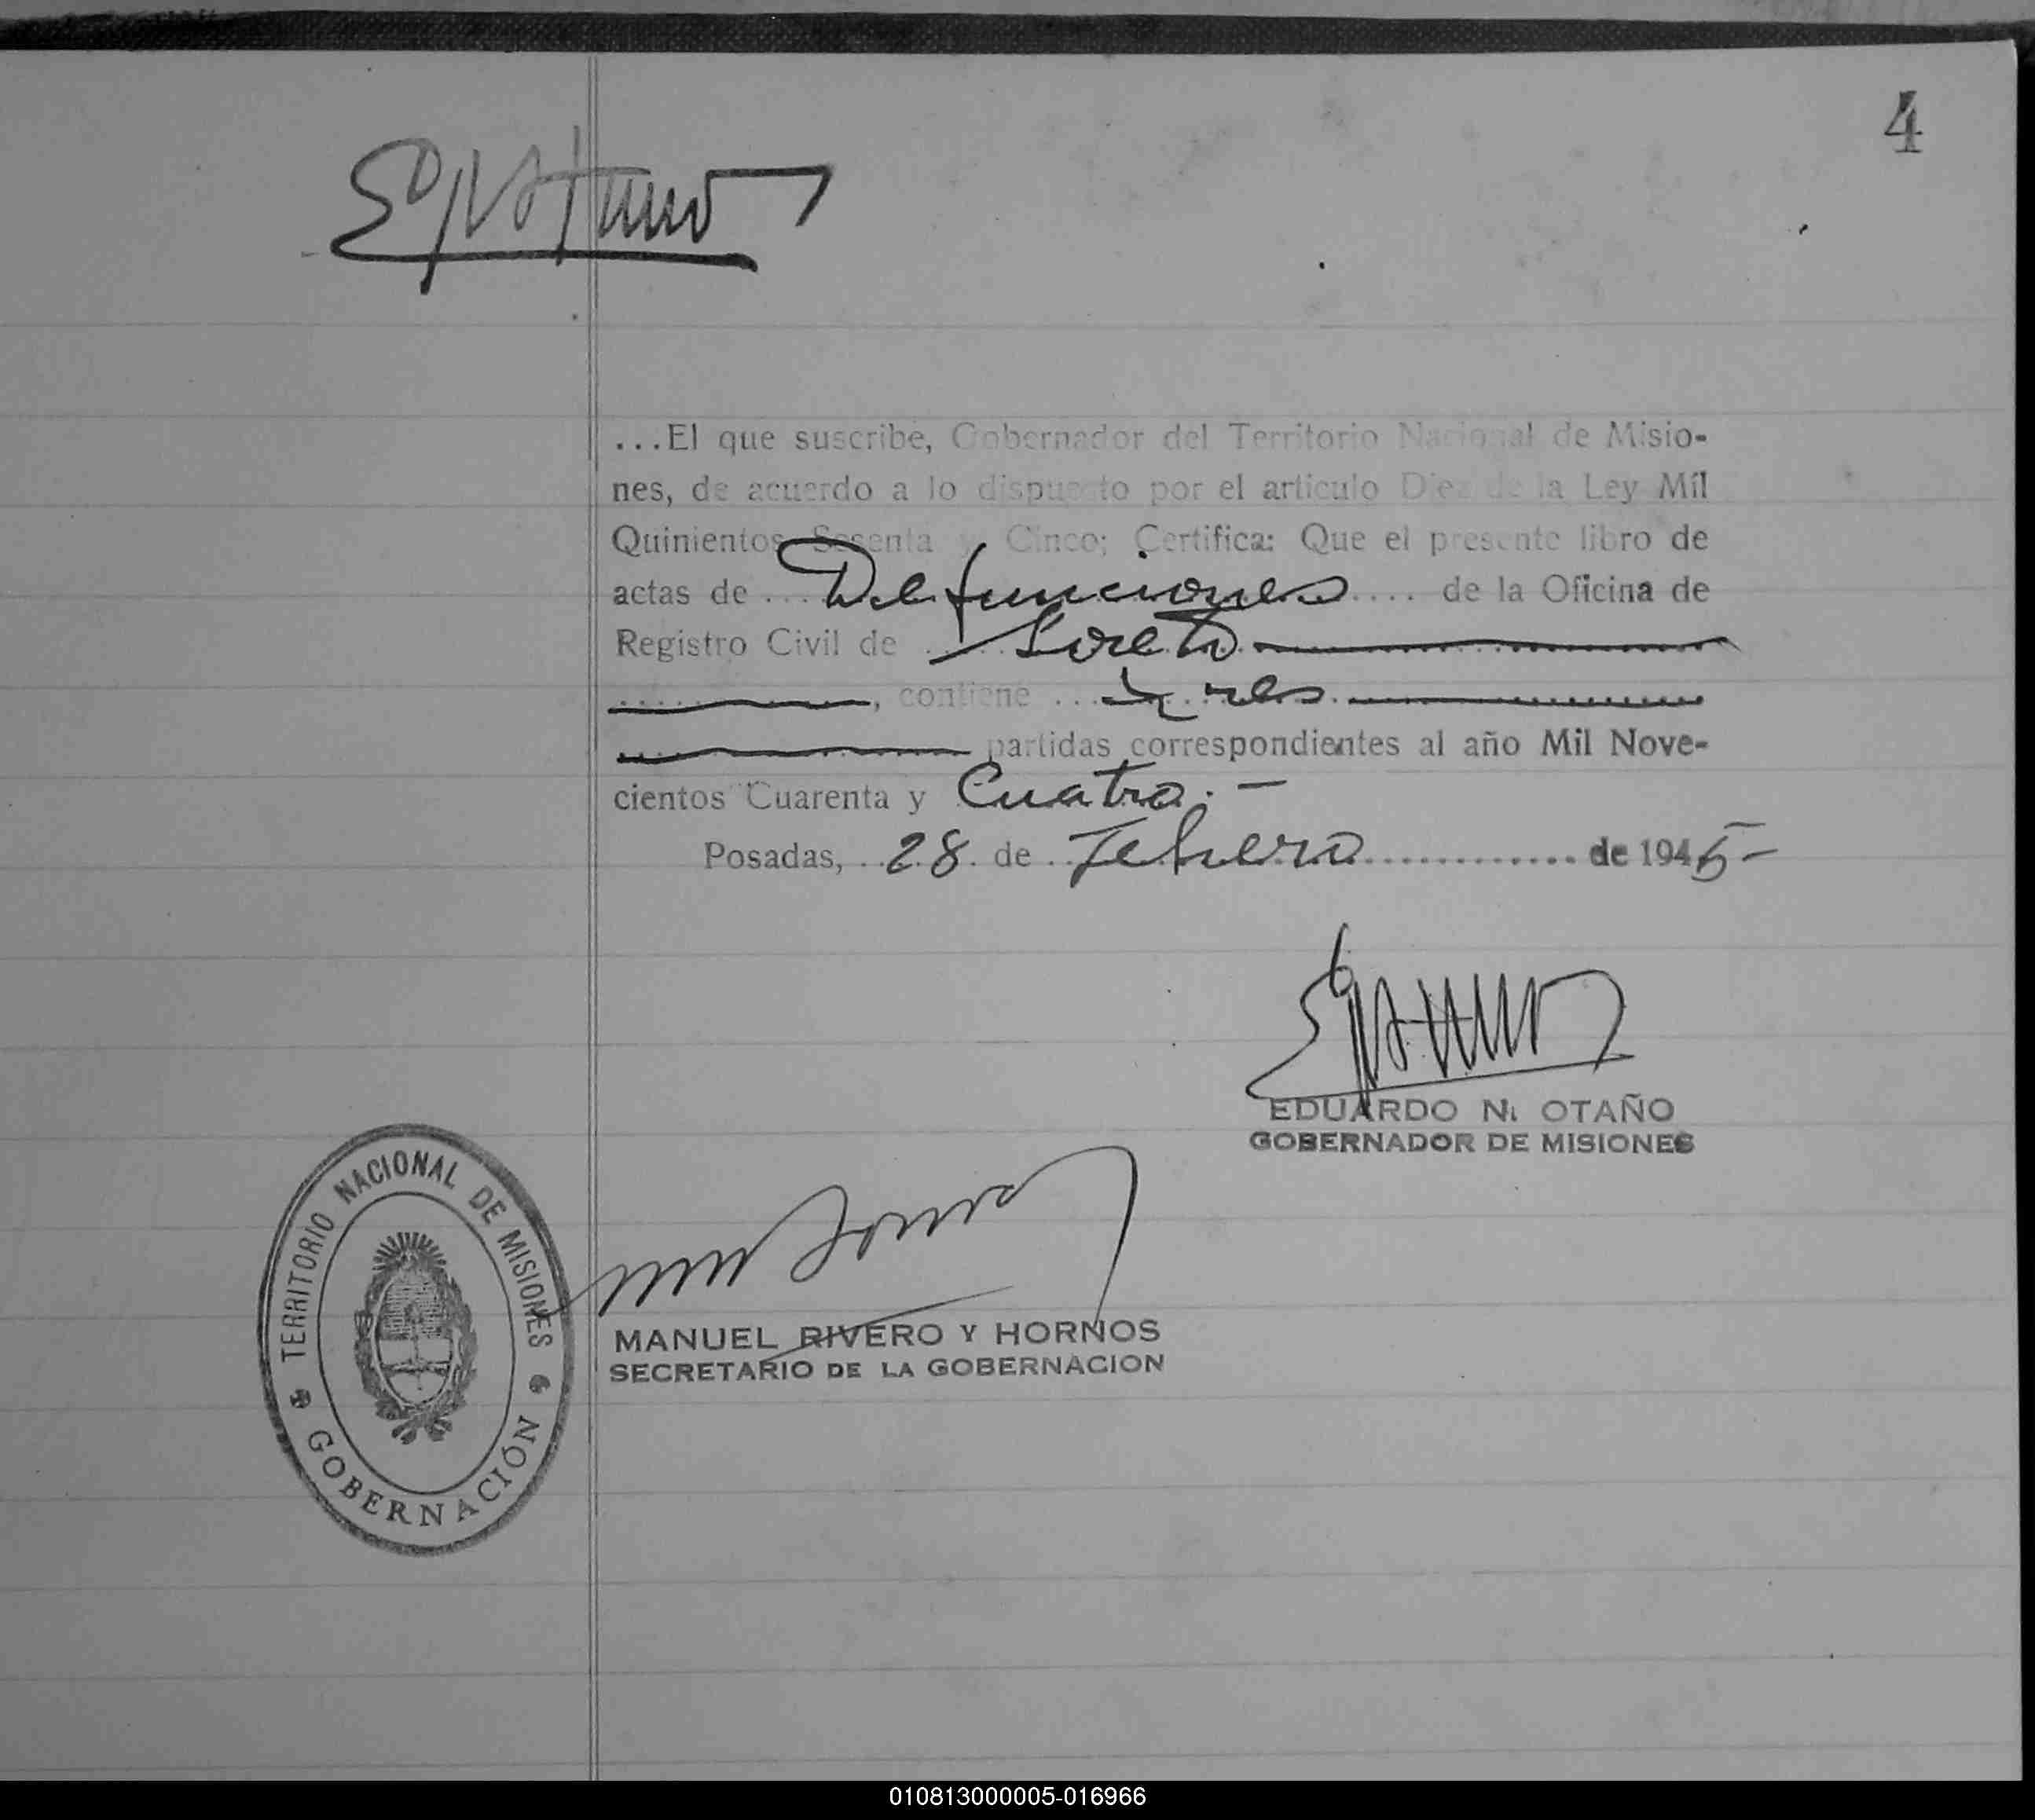 4
...El que suscribe, Gobernador del Territorio Nacional de Misio-
nes, de acuerdo a lo dispuesto por el articulo Diez de la Ley Mil
Quinientos Sesenta y Cinco; Certifica: Que el presente libro de
actas de ... Defunciones .... de la Oficina de
Registro Civil de ... Loreto
, contiene ... tres
partidas correspondientes al año Mil Nove-
cientos Cuarenta y Cuatro.-
Posadas, 28 de Febrero ............. de 1945-
EDUARDO N. OTAÑO
GOBERNADOR DE MISIONES
TERRITORIO NACIONAL DE MISIONES
GOBERNACIÓN
MANUEL RIVERO Y HORNOS
SECRETARIO DE LA GOBERNACION
010813000005-016966